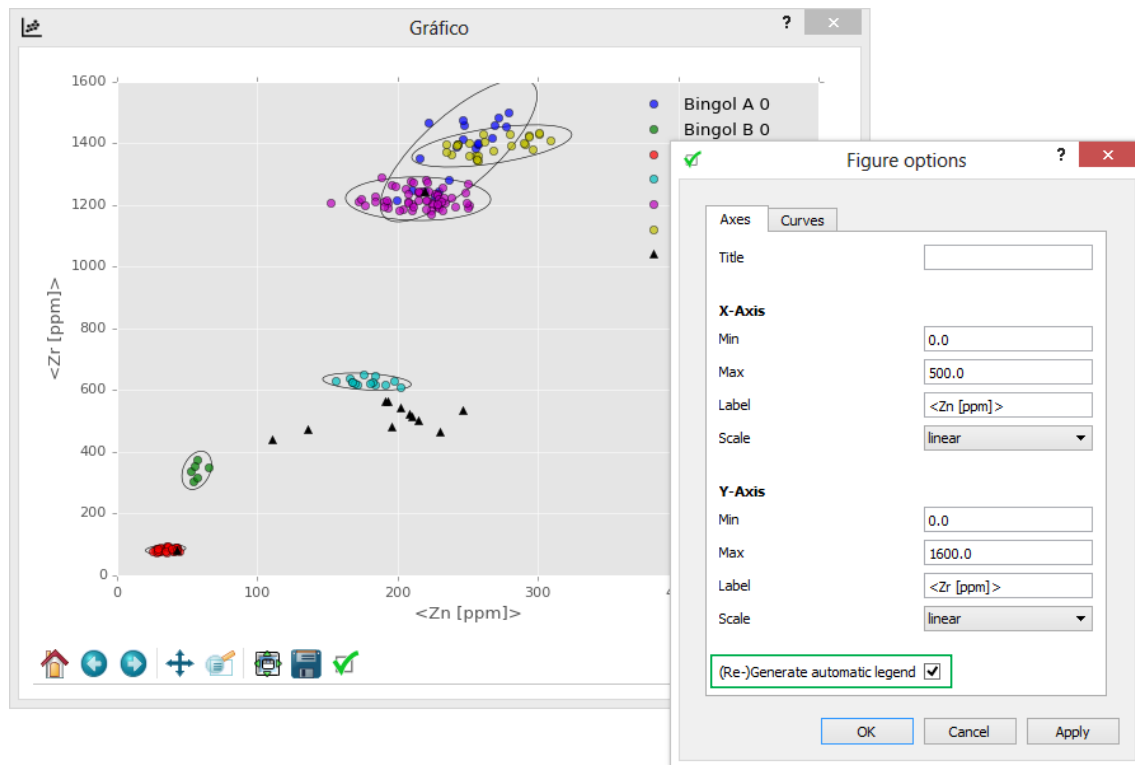 Gráfico
?
×
1600
1400
1200
1000
800
600
400
200
0
0
100
200
300
<Zr [ppm]>
<Zn [ppm]>
Bingol A 0
Bingol B 0
Figure options
?
×
Axes
Curves
Title
X-Axis
Min
0.0
Max
500.0
Label
<Zn [ppm]>
Scale
linear
Y-Axis
Min
0.0
Max
1600.0
Label
<Zr [ppm]>
Scale
linear
(Re-)Generate automatic legend
OK
Cancel
Apply